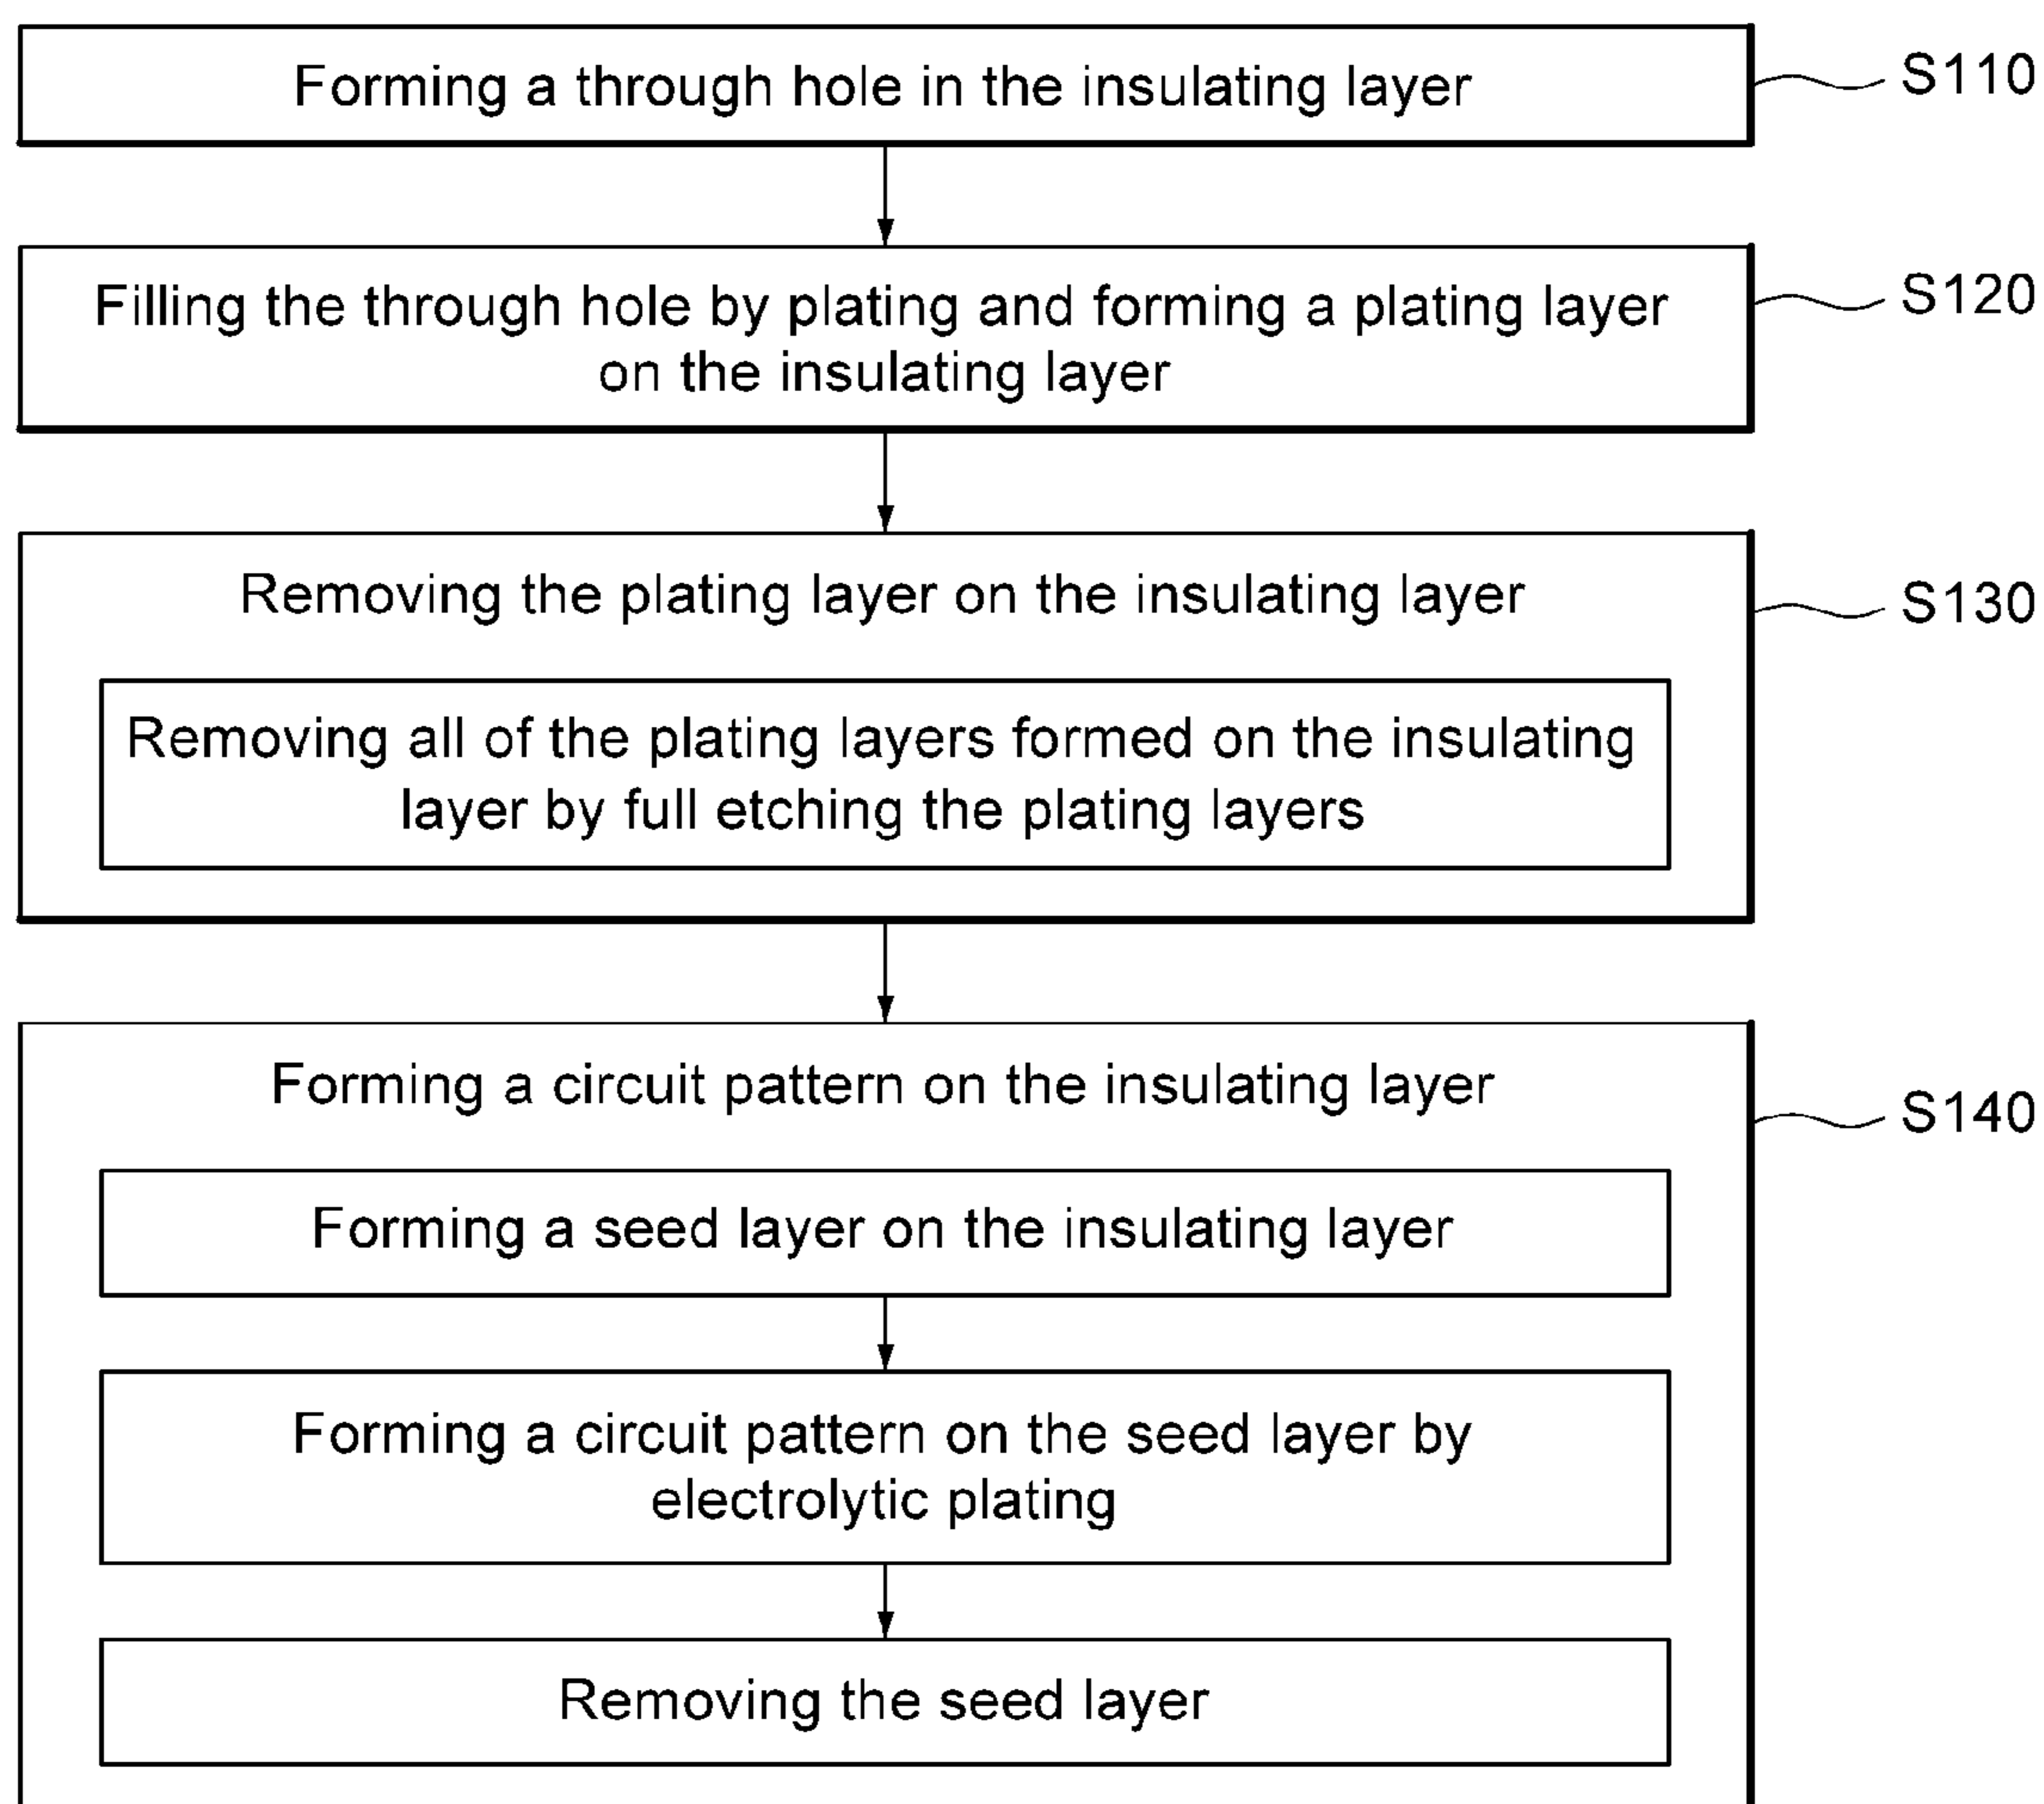 Forming a through hole in the insulating layer
S110
Filling the through hole by plating and forming a plating layer
on the insulating layer
S120
Removing the plating layer on the insulating layer
S130
Removing all of the plating layers formed on the insulating
layer by full etching the plating layers
Forming a circuit pattern on the insulating layer
S140
Forming a seed layer on the insulating layer
Forming a circuit pattern on the seed layer by
electrolytic plating
Removing the seed layer